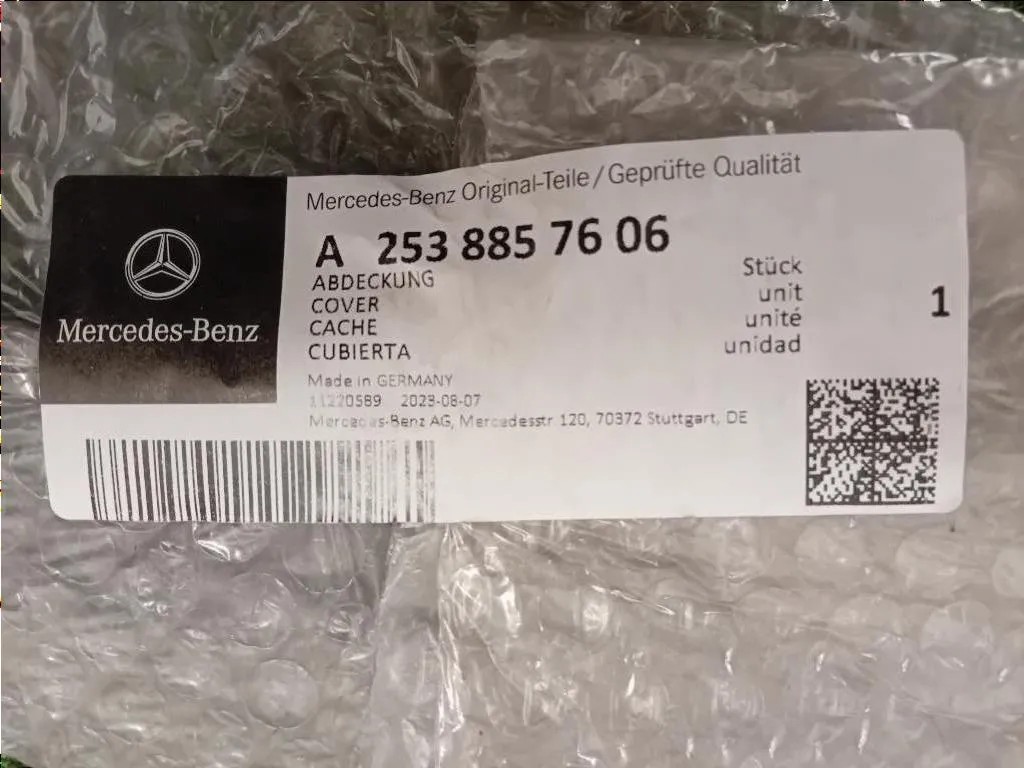 Mercedes-Benz
Mercedes-Benz Original-Teile / Geprüfte Qualität
A 253 885 76 06
ABDECKUNG
COVER
CACHE
CUBIERTA
Stück
unit
unité
unidad
1
Made in GERMANY
11220589 2023-08-07
Mercedes-Benz AG, Mercedesstr 120, 70372 Stuttgart, DE